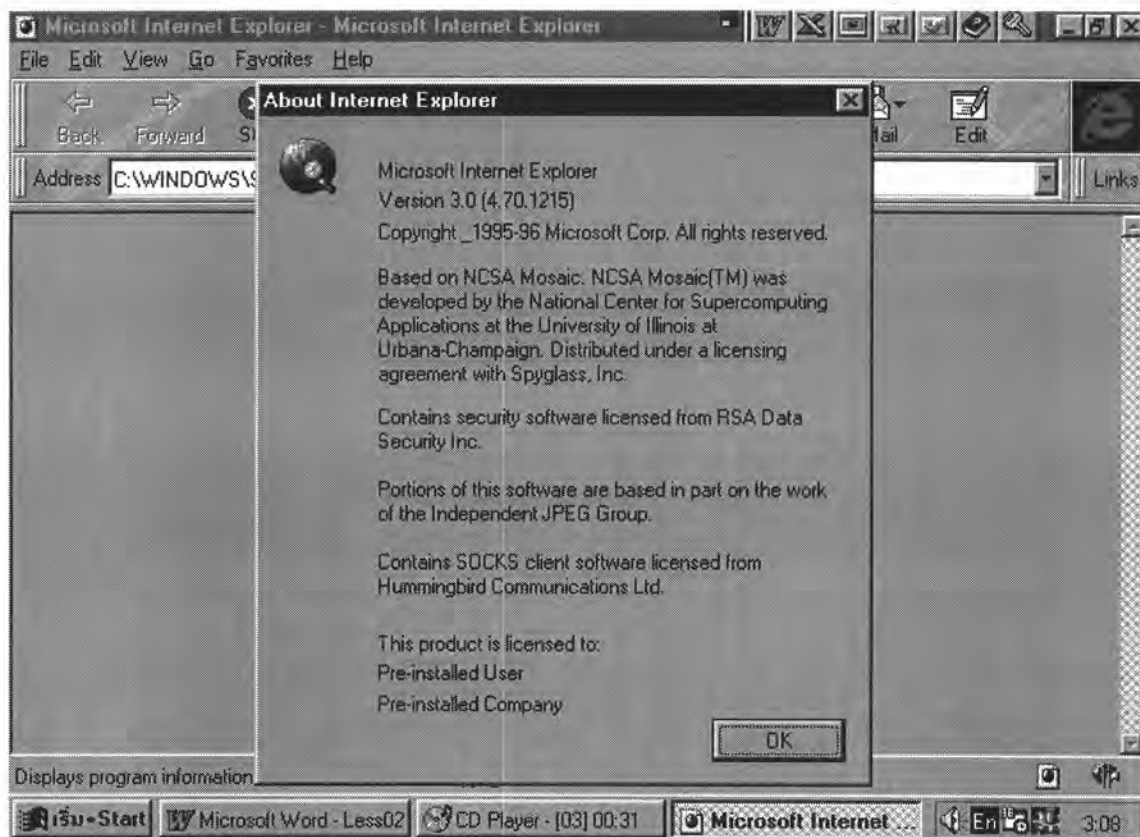 Microsoft Internet Explorer - Microsoft Internet Explorer
File Edit View Go Favorites Help
Back Forward Edit
Address C:\WINDOWS\S Links
About Internet Explorer
Microsoft Internet Explorer
Version 3.0 (4.70.1215)
Copyright _1995-96 Microsoft Corp. All rights reserved.
Based on NCSA Mosaic. NCSA Mosaic(TM) was
developed by the National Center for Supercomputing
Applications at the University of Illinois at
Urbana-Champaign. Distributed under a licensing
agreement with Spyglass, Inc.
Contains security software licensed from RSA Data
Security Inc.
Portions of this software are based in part on the work
of the Independent JPEG Group.
Contains SOCKS client software licensed from
Hummingbird Communications Ltd.
This product is licensed to:
Pre-installed User
Pre-installed Company
OK
Displays program information
เริ่ม-Start Microsoft Word - Less02 CD Player - [03] 00:31 Microsoft Internet ... En 3:08